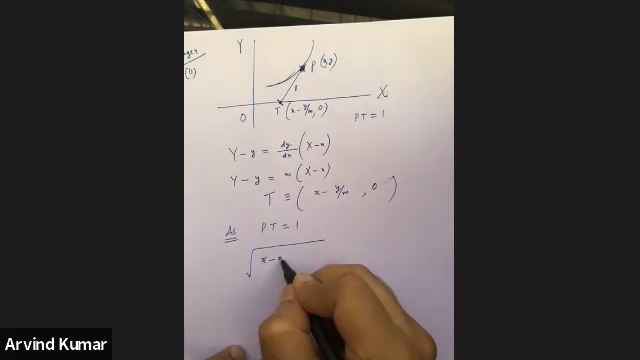 Y
P (x,y)
1
X
O
T (x - y/m, 0)
PT = 1
Y - y = dy/dx (X - x)
Y - y = m (X - x)
T ≡ (x - y/m, 0)
As PT = 1
√ x - x
Arvind Kumar